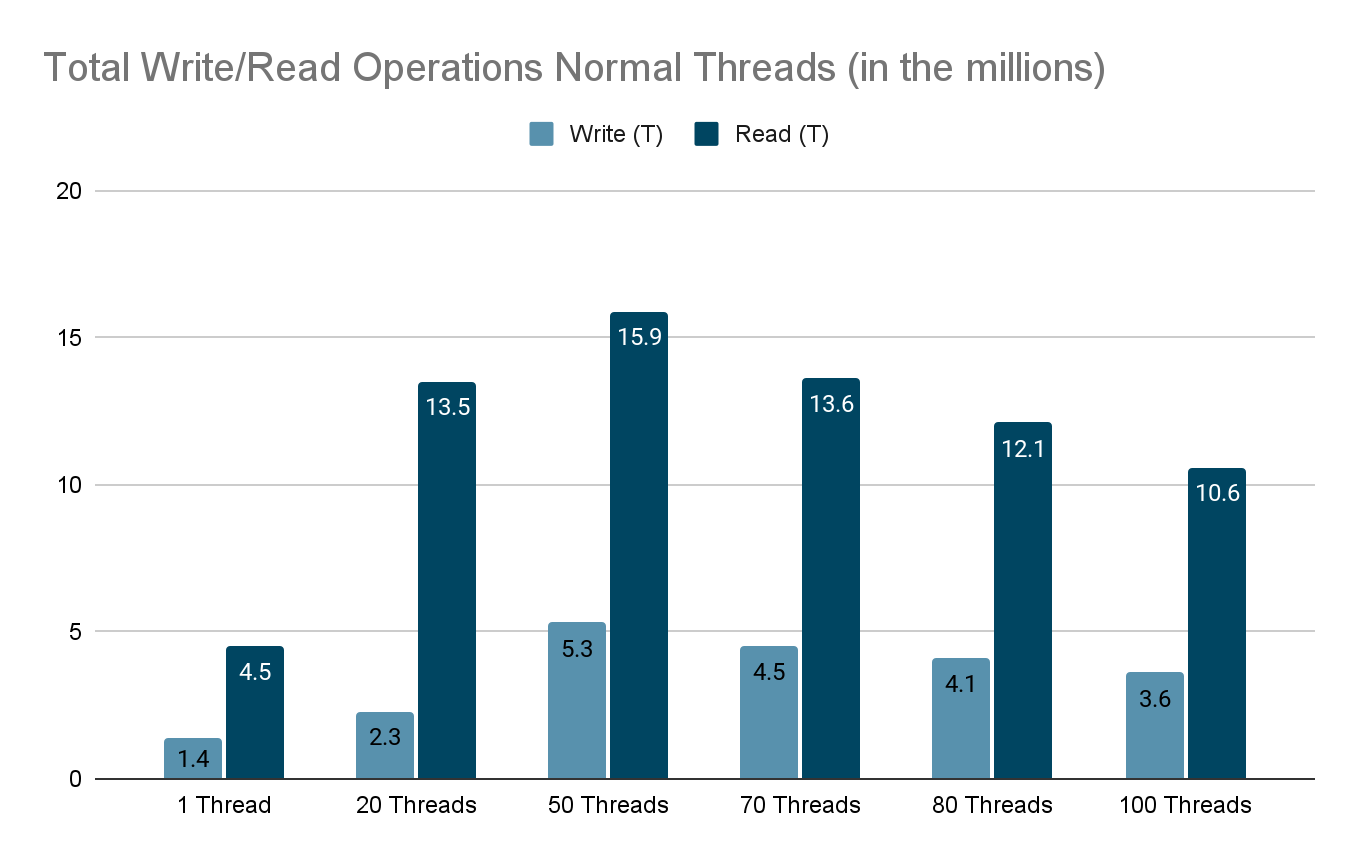 Total Write/Read Operations Normal Threads (in the millions)
Write (T) Read (T)
20
15
10
5
0
1.4 4.5 2.3 13.5 5.3 15.9 4.5 13.6 4.1 12.1 3.6 10.6
1 Thread 20 Threads 50 Threads 70 Threads 80 Threads 100 Threads